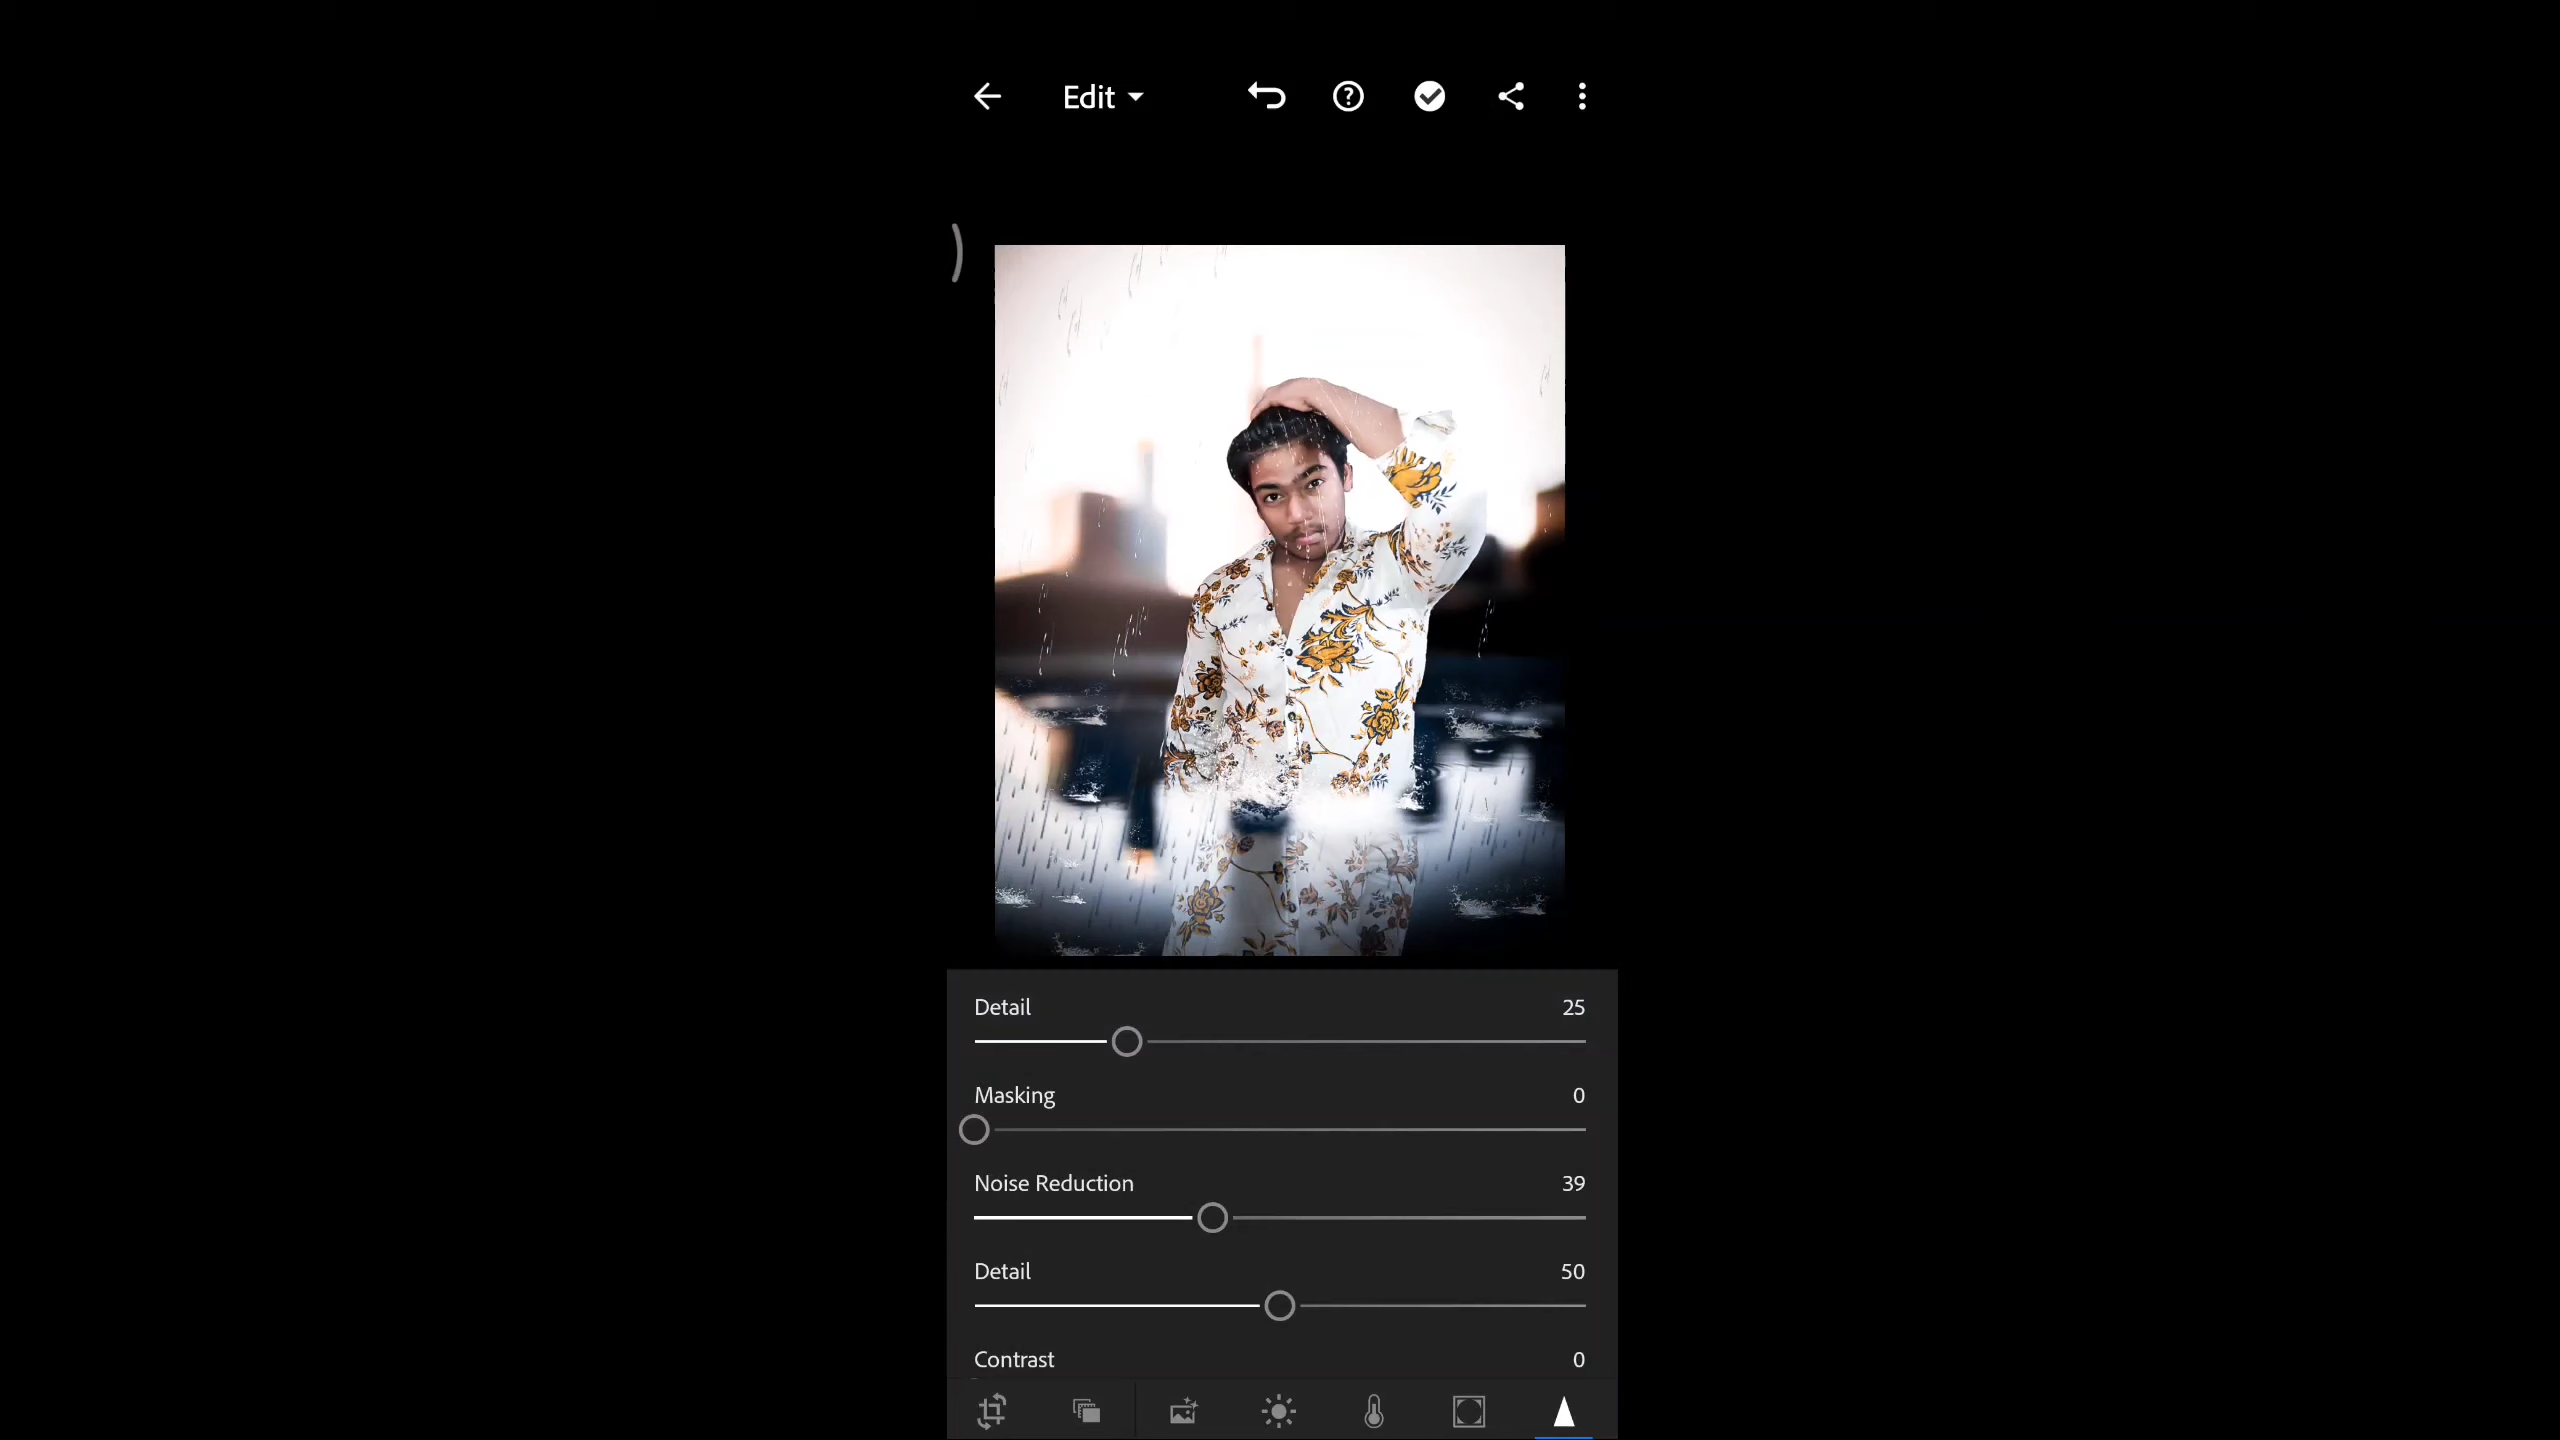 Edit
Detail 25
Masking 0
Noise Reduction 39
Detail 50
Contrast 0